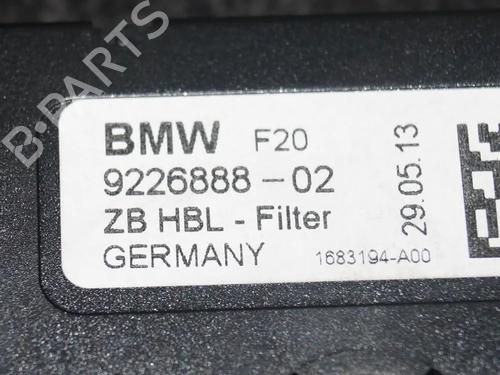 B-PARTS
BMW F20
9226888-02
ZB HBL - Filter
GERMANY 1683194-A00
29.05.13